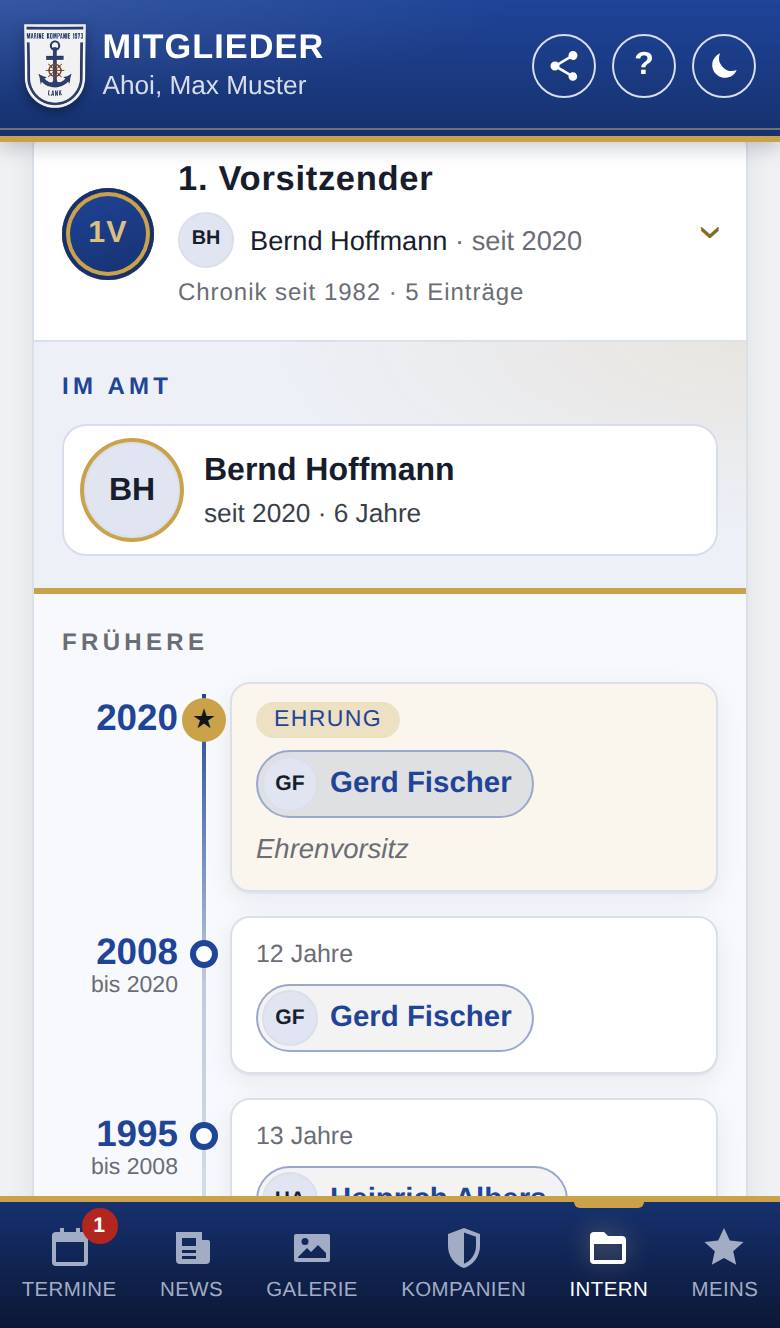 MARINE KOMPANIE 1973
LANK
MITGLIEDER
Ahoi, Max Muster
?
1V
1. Vorsitzender
BH
Bernd Hoffmann · seit 2020
Chronik seit 1982 · 5 Einträge
IM AMT
BH
Bernd Hoffmann
seit 2020 · 6 Jahre
FRÜHERE
2020
EHRUNG
GF Gerd Fischer
Ehrenvorsitz
2008
bis 2020
12 Jahre
GF Gerd Fischer
1995
bis 2008
13 Jahre
HA Heinrich Albers
1
TERMINE
NEWS
GALERIE
KOMPANIEN
INTERN
MEINS